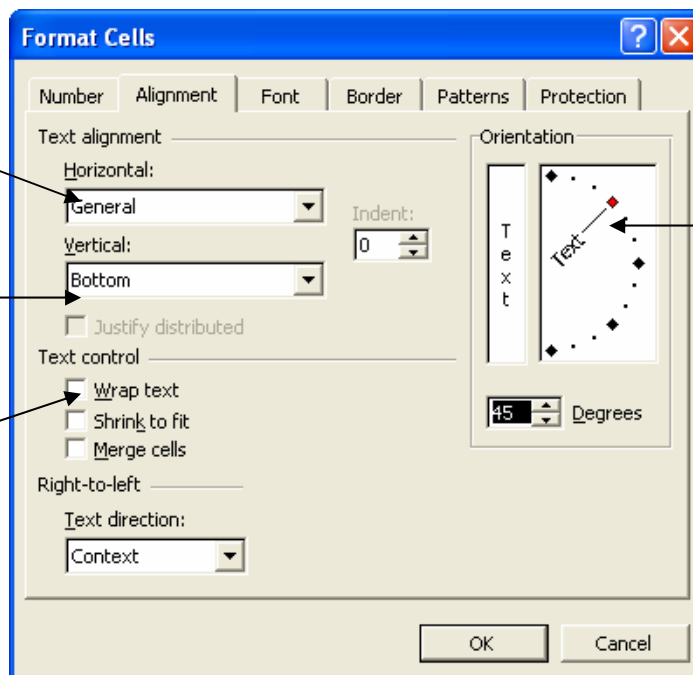 Format Cells
Number Alignment Font Border Patterns Protection
Text alignment
Horizontal:
General
Indent:
0
Vertical:
Bottom
Justify distributed
Text control
Wrap text
Shrink to fit
Merge cells
Right-to-left
Text direction:
Context
Orientation
Text
Text
45 Degrees
OK Cancel